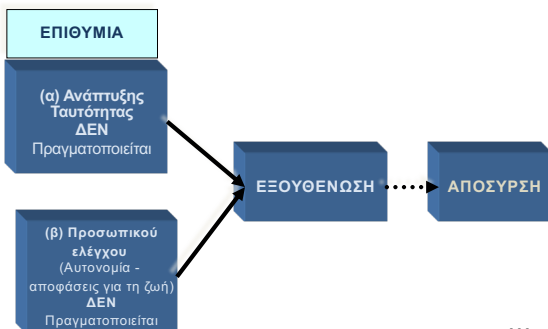 ΕΠΙΘΥΜΙΑ
(α) Ανάπτυξης
Ταυτότητας
ΔΕΝ
Πραγματοποιείται
ΕΞΟΥΘΕΝΩΣΗ
ΑΠΟΣΥΡΣΗ
(β) Προσωπικού
ελέγχου
(Αυτονομία -
αποφάσεις για τη ζωή)
ΔΕΝ
Πραγματοποιείται
...